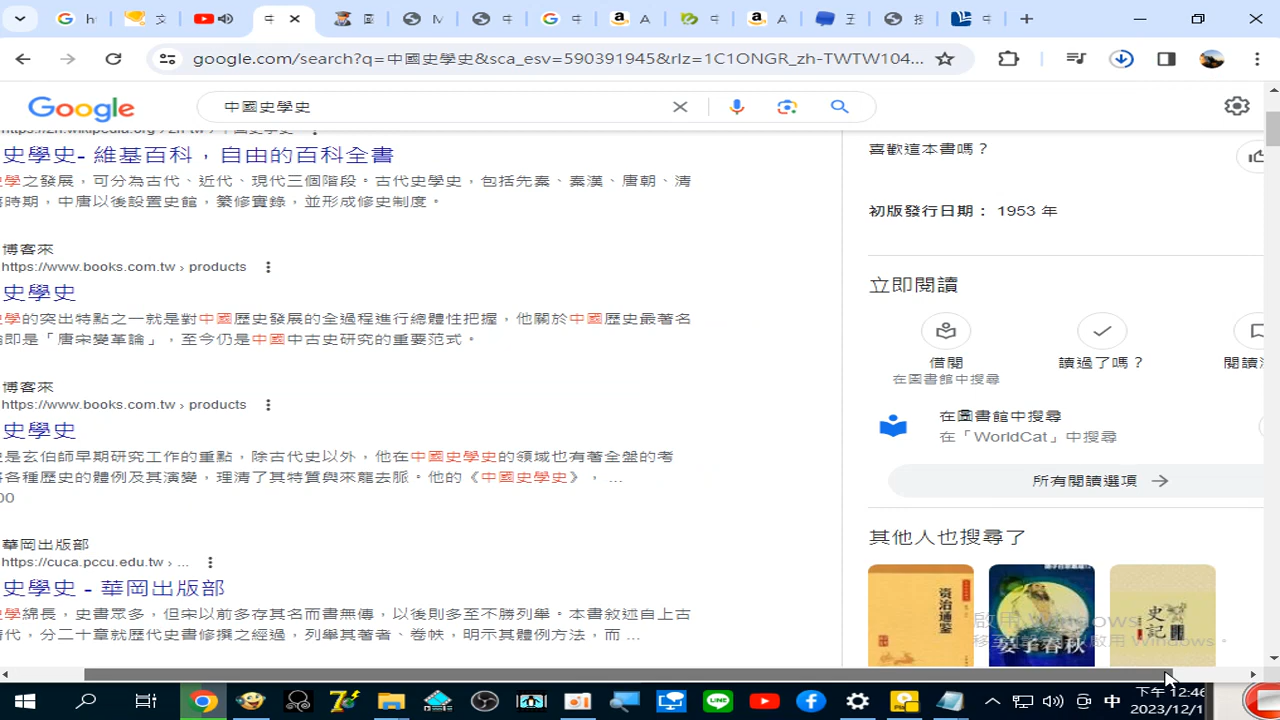 google.com/search?q=中國史學史&sca_esv=590391945&rlz=1C1ONGR_zh-TWTW104...
Google
中國史學史
史學史- 維基百科，自由的百科全書
史學之發展，可分為古代、近代、現代三個階段。古代史學史，包括先秦、秦漢、唐朝、清
時期，中唐以後設置史館，纂修實錄，並形成修史制度。
博客來
https://www.books.com.tw › products
史學史
史學的突出特點之一就是對中國歷史發展的全過程進行總體性把握，他關於中國歷史最著名
即是「唐宋變革論」，至今仍是中國中古史研究的重要范式。
博客來
https://www.books.com.tw › products
史學史
是玄伯師早期研究工作的重點，除古代史以外，他在中國史學史的領域也有著全盤的考
各種歷史的體例及其演變，理清了其特質與來龍去脈。他的《中國史學史》， ...
00
華岡出版部
https://cuca.pccu.edu.tw › ...
史學史 - 華岡出版部
史學綿長，史書眾多，但宋以前多存其名而書無傳，以後則多至不勝列舉。本書敘述自上古
時代，分二十章就歷代史書修撰之經過，列舉其著者、卷帙，明示其體例方法，而 ...
喜歡這本書嗎？
初版發行日期： 1953 年
立即閱讀
借閱
在圖書館中搜尋
讀過了嗎？
閱讀
在圖書館中搜尋
在「WorldCat」中搜尋
所有閱讀選項
其他人也搜尋了
資治通鑑
晏子春秋
史記
啟用 Windows
移至 啟用 Windows。
LINE
中
下午 12:46
2023/12/1